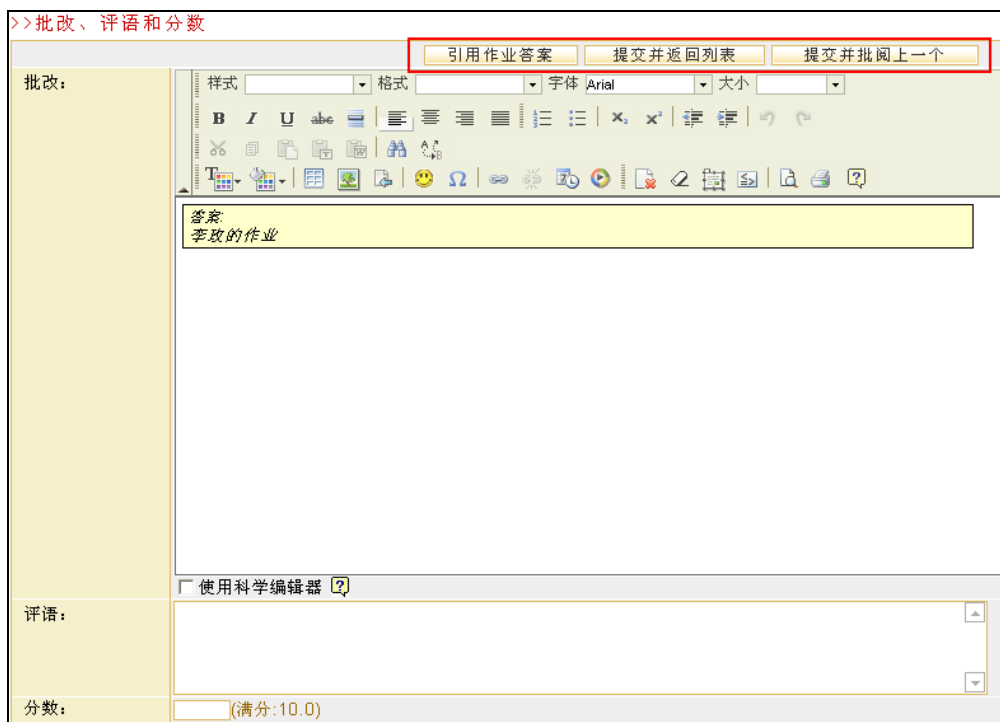 >>批改、评语和分数
引用作业答案 提交并返回列表 提交并批阅上一个
批改：
样式 格式 字体 Arial 大小
答案:
李玫的作业
使用科学编辑器
评语：
分数：
(满分:10.0)